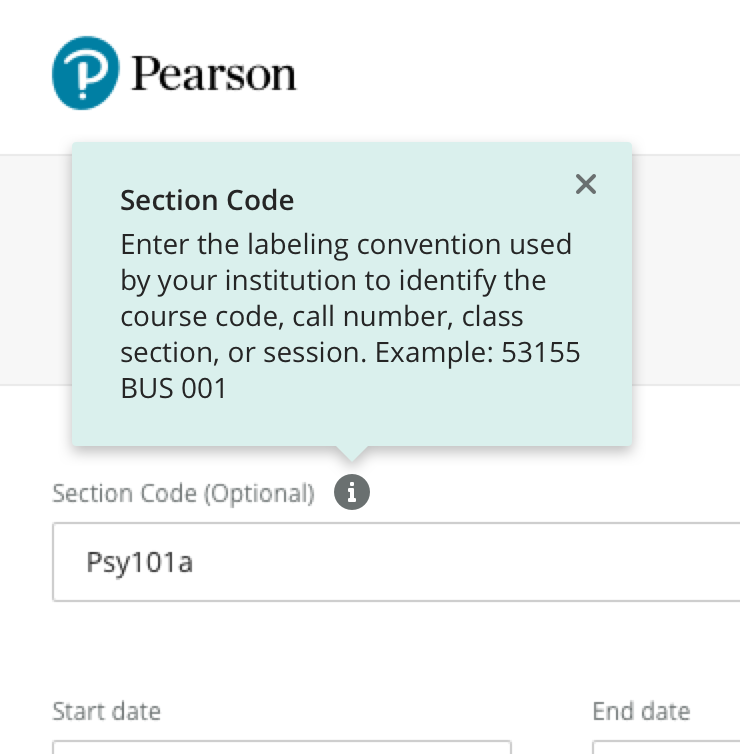 Pearson
Section Code
Enter the labeling convention used
by your institution to identify the
course code, call number, class
section, or session. Example: 53155
BUS 001
Section Code (Optional)
Psy101a
Start date
End date